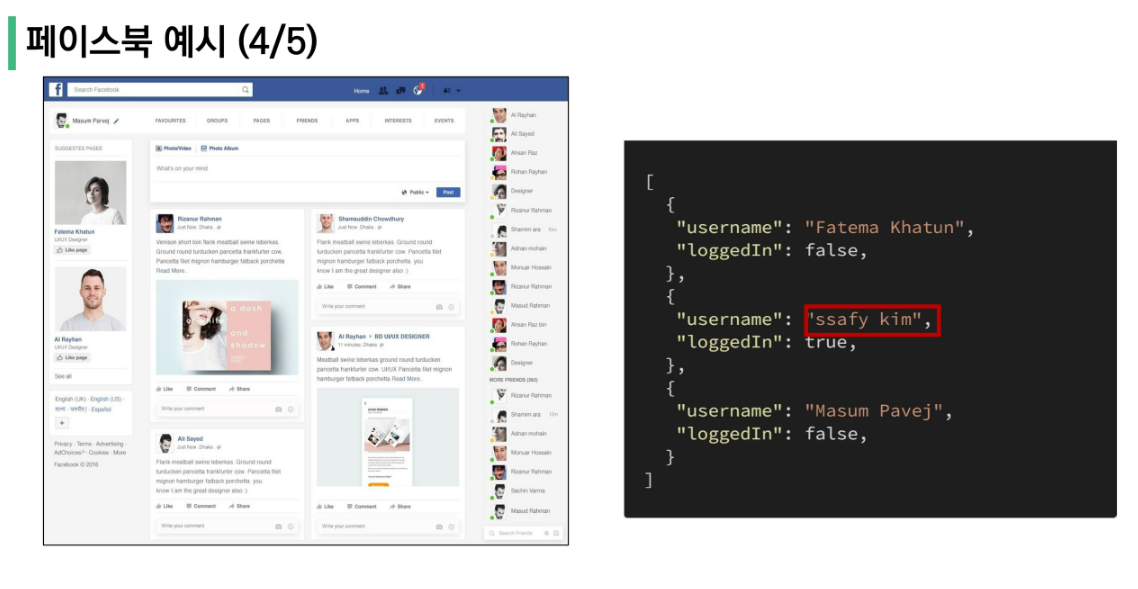 페이스북 예시 (4/5)
f
Search Facebook
Home
1
Masum Parvej
FAVOURITES GROUPS PAGES FRIENDS APPS INTERESTS EVENTS
SUGGESTED PAGES
Fatema Khatun
UI/UX Designer
Like page
Al Rayhan
UI/UX Designer
Like page
See all
English (UK) · English (US) ·
Español
+
Privacy · Terms · Advertising ·
AdChoices · Cookies · More
Facebook © 2016
Photo/Video Photo Album
What's on your mind
Public Post
Rizanur Rahman
Just Now Dhaka
Venison short loin flank meatball swine leberkas.
Ground round turducken pancetta frankfurter cow.
Pancetta filet mignon hamburger fatback porchetta
Read More..
a dash
and
shadow
Like Comment Share
Write your comment
Ali Sayed
Just Now Dhaka
Flank meatball swine leberkas. Ground round
turducken pancetta frankfurter cow. Pancetta filet
mignon hamburger fatback porchetta. you
know I am the great designer also :)
Like Comment Share
Write your comment
Shamsuddin Chowdhury
Just Now Dhaka
Flank meatball swine leberkas. Ground round
turducken pancetta frankfurter cow. Pancetta filet
mignon hamburger fatback porchetta. you
know I am the great designer also :)
Like Comment Share
Write your comment
Al Rayhan > BD UI/UX DESIGNER
11 minutes Dhaka
Meatball swine leberkas ground round turducken
pancetta frankfurter cow. UI/UX Pancetta filet mignon
hamburger fatback porchetta Read More..
Like Comment Share
Write your comment
Al Rayhan
Ali Sayed
Ahsan Raz
Rohan Rayhan
Designer
Rizanur Rahman
Shamim ara
Adnan mohain
Monuar Hossain
Rizanur Rahman
Masud Rahman
Ahsan Raz bin
Rohan Rayhan
Designer
MORE FRIENDS (263)
Rizanur Rahman
Shamim ara
Adnan mohain
Monuar Hossain
Rizanur Rahman
Sachin Varma
Masud Rahman
Search Friends
[
{
"username": "Fatema Khatun",
"loggedIn": false,
},
{
"username": "ssafy kim",
"loggedIn": true,
},
{
"username": "Masum Pavej",
"loggedIn": false,
}
]